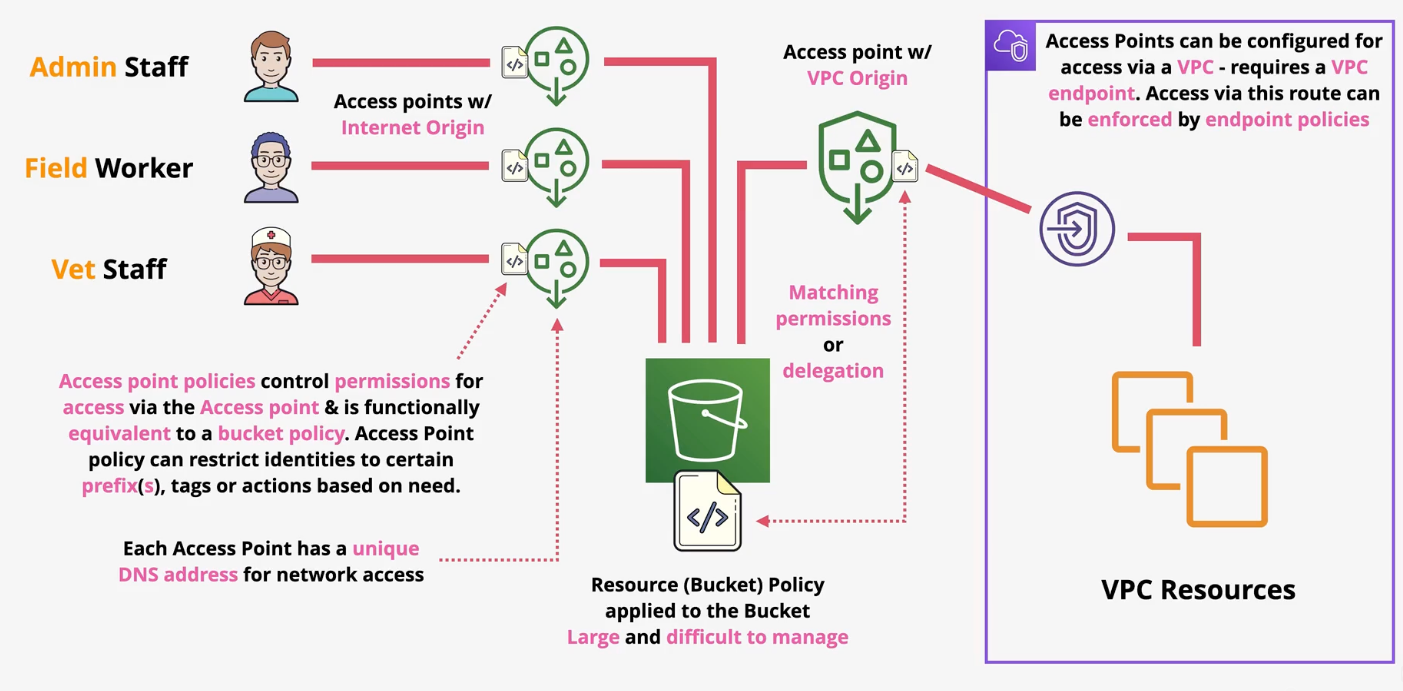 Admin Staff
Access points w/
Internet Origin
Field Worker
Vet Staff
Access point policies control permissions for
access via the Access point & is functionally
equivalent to a bucket policy. Access Point
policy can restrict identities to certain
prefix(s), tags or actions based on need.
Each Access Point has a unique
DNS address for network access
Access point w/
VPC Origin
Matching
permissions
or
delegation
</>
</>
</>
</>
</>
Resource (Bucket) Policy
applied to the Bucket
Large and difficult to manage
Access Points can be configured for
access via a VPC - requires a VPC
endpoint. Access via this route can
be enforced by endpoint policies
VPC Resources